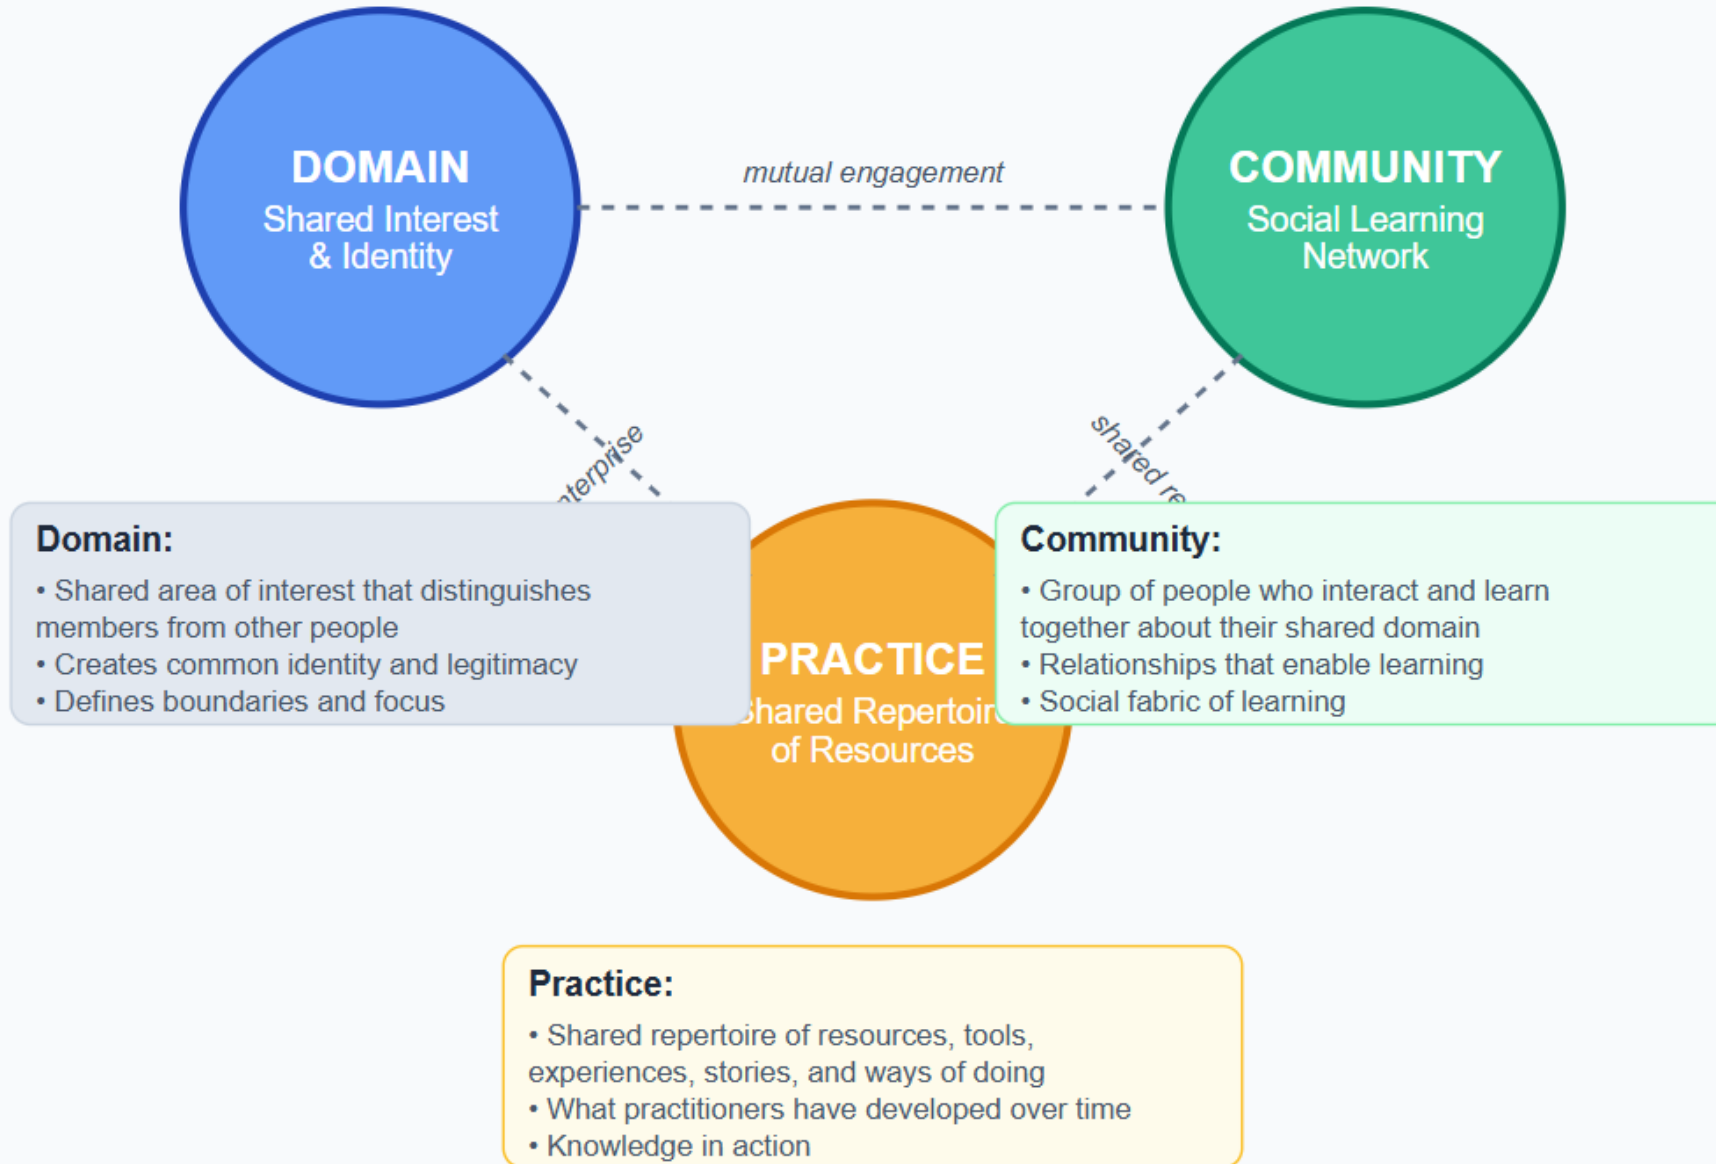 DOMAIN
Shared Interest
& Identity
mutual engagement
COMMUNITY
Social Learning
Network
shared
Domain:
• Shared area of interest that distinguishes
members from other people
• Creates common identity and legitimacy
• Defines boundaries and focus
PRACTICE
Shared Repertoire
of Resources
Community:
• Group of people who interact and learn
together about their shared domain
• Relationships that enable learning
• Social fabric of learning
Practice:
• Shared repertoire of resources, tools,
experiences, stories, and ways of doing
• What practitioners have developed over time
• Knowledge in action